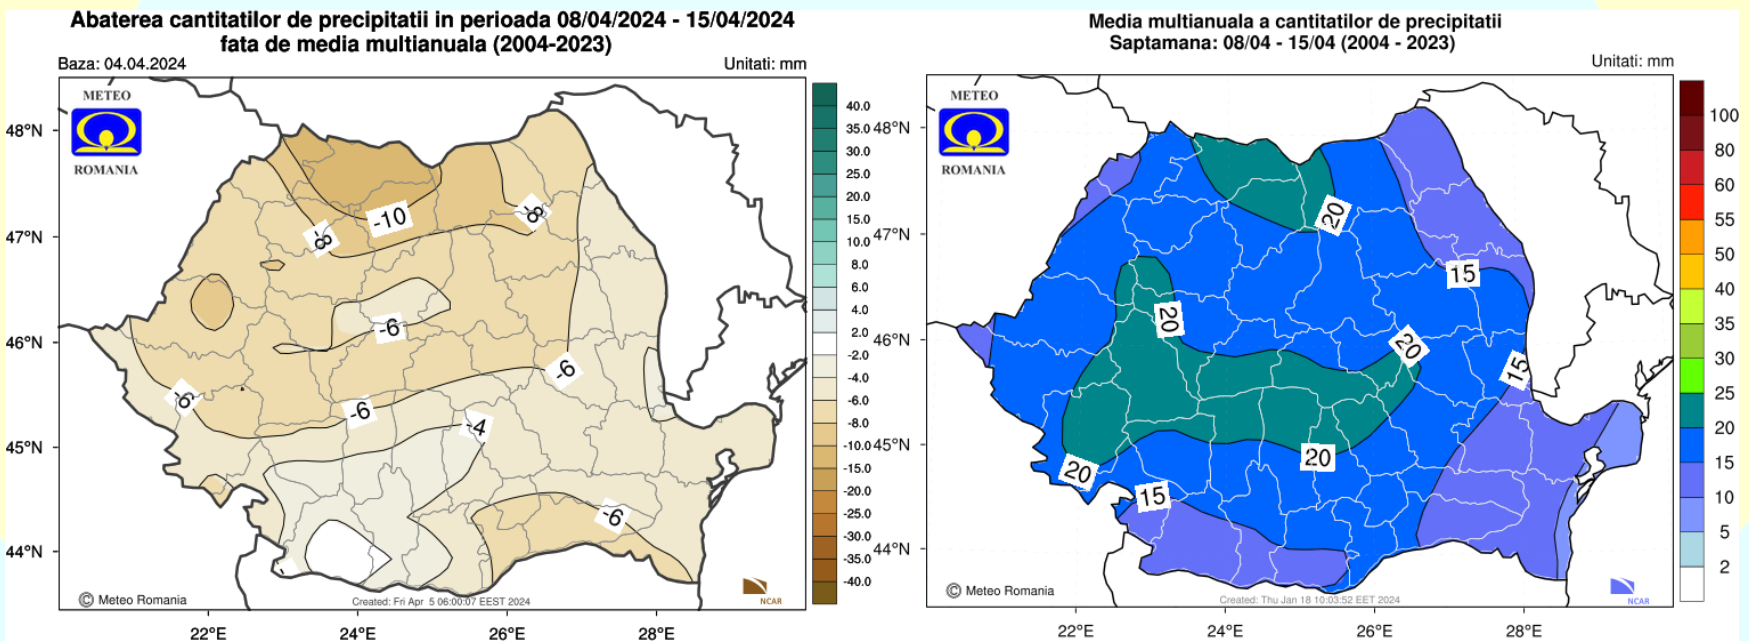 Abaterea cantitatilor de precipitatii in perioada 08/04/2024 - 15/04/2024
fata de media multianuala (2004-2023)
Baza: 04.04.2024
Unitati: mm
METEO
ROMANIA
48°N
47°N
46°N
45°N
44°N
22°E
24°E
26°E
28°E
-8
-10
-8
-6
-6
-6
-6
-4
-6
40.0
35.0
30.0
25.0
20.0
15.0
10.0
8.0
6.0
4.0
2.0
-2.0
-4.0
-6.0
-8.0
-10.0
-15.0
-20.0
-25.0
-30.0
-35.0
-40.0
© Meteo Romania
Created: Fri Apr 5 06:00:07 EEST 2024
NCAR
Media multianuala a cantitatilor de precipitatii
Saptamana: 08/04 - 15/04 (2004 - 2023)
Unitati: mm
METEO
ROMANIA
48°N
47°N
46°N
45°N
44°N
22°E
24°E
26°E
28°E
20
15
20
20
15
20
20
15
100
80
60
55
50
40
35
30
25
20
15
10
5
2
© Meteo Romania
Created: Thu Jan 18 10:03:52 EET 2024
NCAR